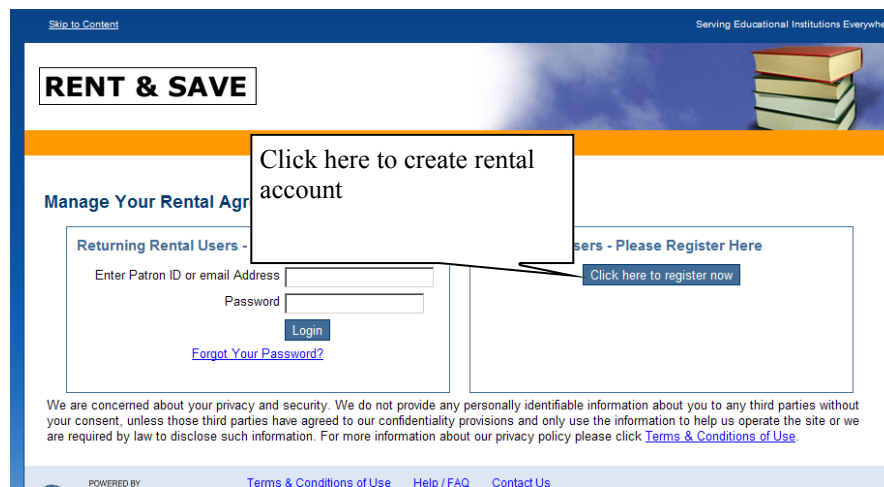 Skip to Content
Serving Educational Institutions
RENT & SAVE
Click here to create rental
account
Manage Your Rental
Returning Rental Users -
Enter Patron ID or email Address
Password
Login
Forgot Your Password?
- Please Register Here
Click here to register now
We are concerned about your privacy and security. We do not provide any personally identifiable information about you to any third parties without
your consent, unless those third parties have agreed to our confidentiality provisions and only use the information to help us operate the site or we
are required by law to disclose such information. For more information about our privacy policy please click Terms & Conditions of Use.
POWERED BY
Terms & Conditions of Use Help / FAQ Contact Us